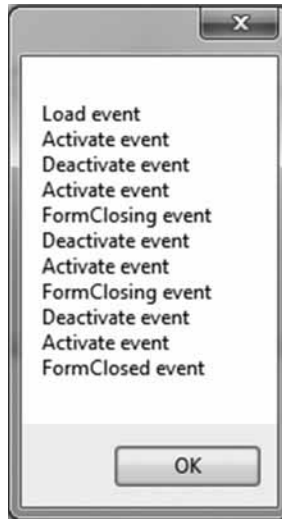 Load event
Activate event
Deactivate event
Activate event
FormClosing event
Deactivate event
Activate event
FormClosing event
Deactivate event
Activate event
FormClosed event
OK